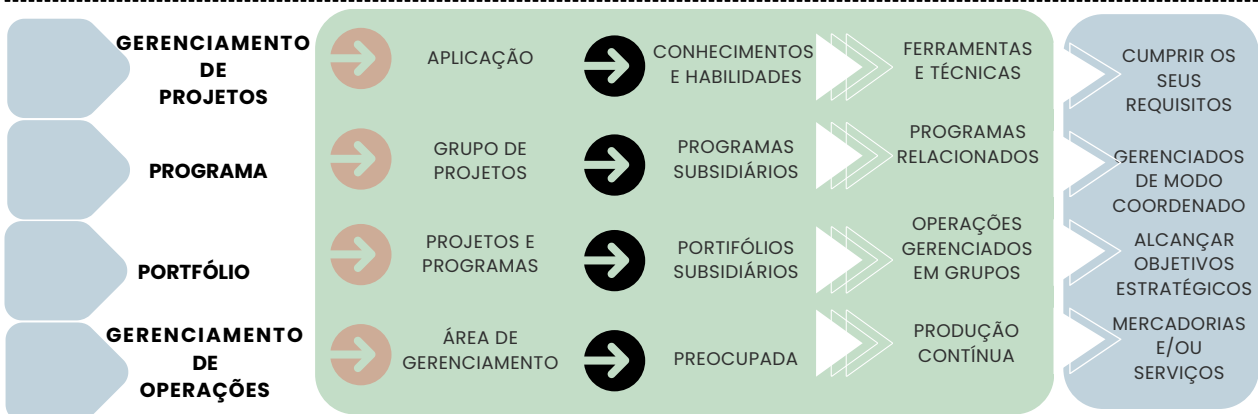 GERENCIAMENTO
DE
PROJETOS
APLICAÇÃO
CONHECIMENTOS
E HABILIDADES
FERRAMENTAS
E TÉCNICAS
CUMPRIR OS
SEUS
REQUISITOS
PROGRAMA
GRUPO DE
PROJETOS
PROGRAMAS
SUBSIDIÁRIOS
PROGRAMAS
RELACIONADOS
GERENCIADOS
DE MODO
COORDENADO
PORTFÓLIO
PROJETOS E
PROGRAMAS
PORTIFÓLIOS
SUBSIDIÁRIOS
OPERAÇÕES
GERENCIADOS
EM GRUPOS
ALCANÇAR
OBJETIVOS
ESTRATÉGICOS
GERENCIAMENTO
DE
OPERAÇÕES
ÁREA DE
GERENCIAMENTO
PREOCUPADA
PRODUÇÃO
CONTÍNUA
MERCADORIAS
E/OU
SERVIÇOS